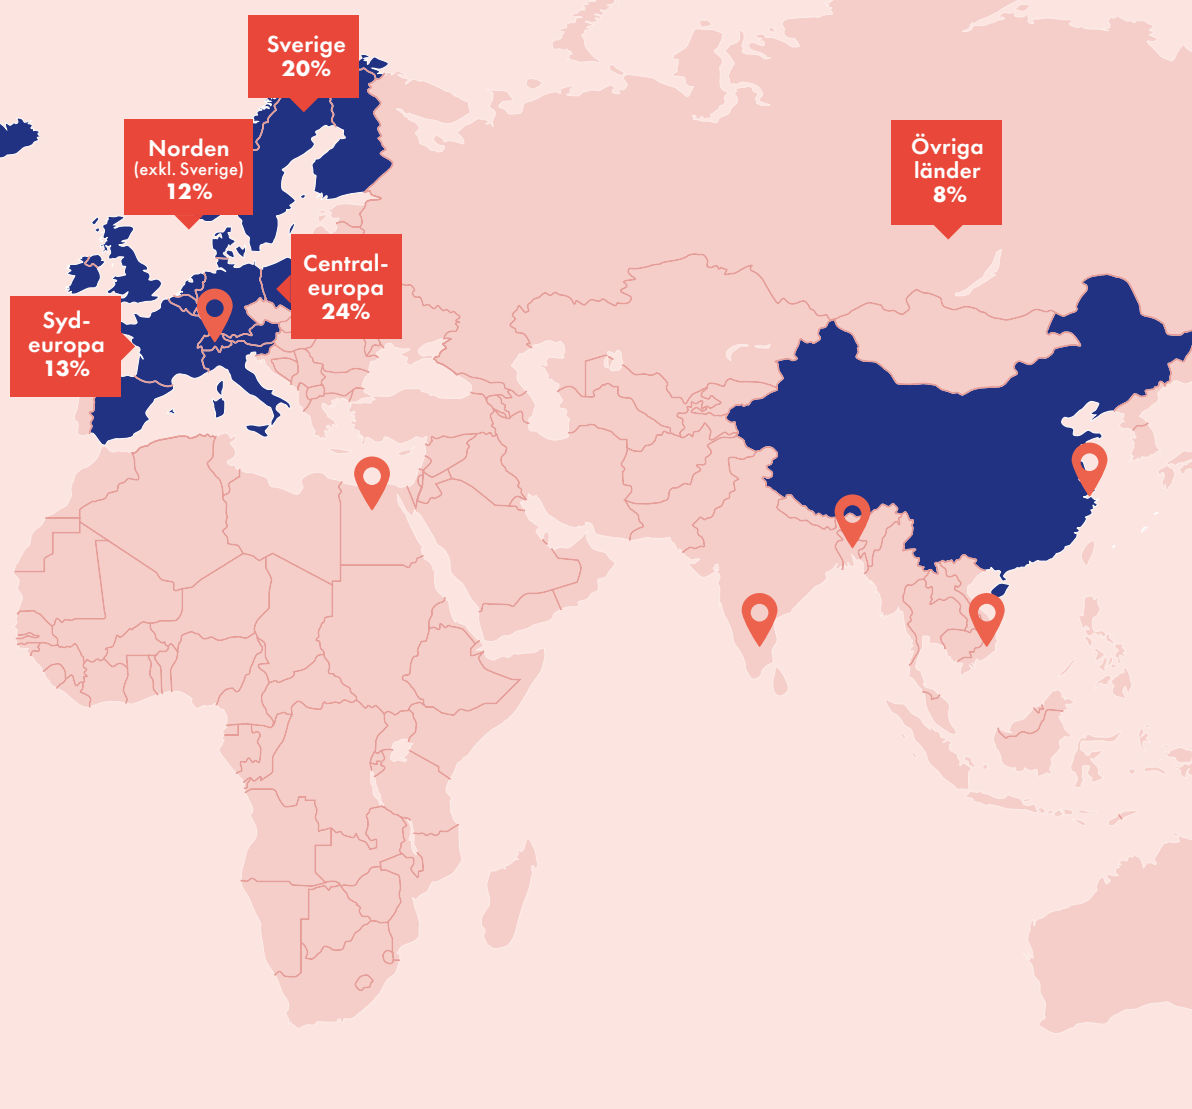 Sverige
20%
Norden
(exkl. Sverige)
12%
Övriga
länder
8%
Central-
europa
24%
Syd-
europa
13%